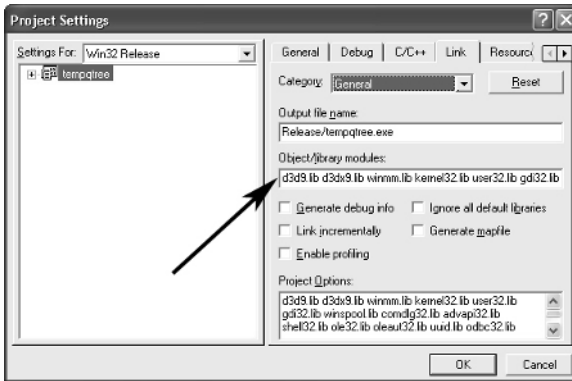 Project Settings
Settings For: Win32 Release
tempqtree
General Debug C/C++ Link Resourc
Category: General Reset
Output file name:
Release/tempqtree.exe
Object/library modules:
d3d9.lib d3dx9.lib winmm.lib kernel32.lib user32.lib gdi32.lib
Generate debug info Ignore all default libraries
Link incrementally Generate mapfile
Enable profiling
Project Options:
d3d9.lib d3dx9.lib winmm.lib kernel32.lib user32.lib
gdi32.lib winspool.lib comdlg32.lib advapi32.lib
shell32.lib ole32.lib oleaut32.lib uuid.lib odbc32.lib
OK Cancel